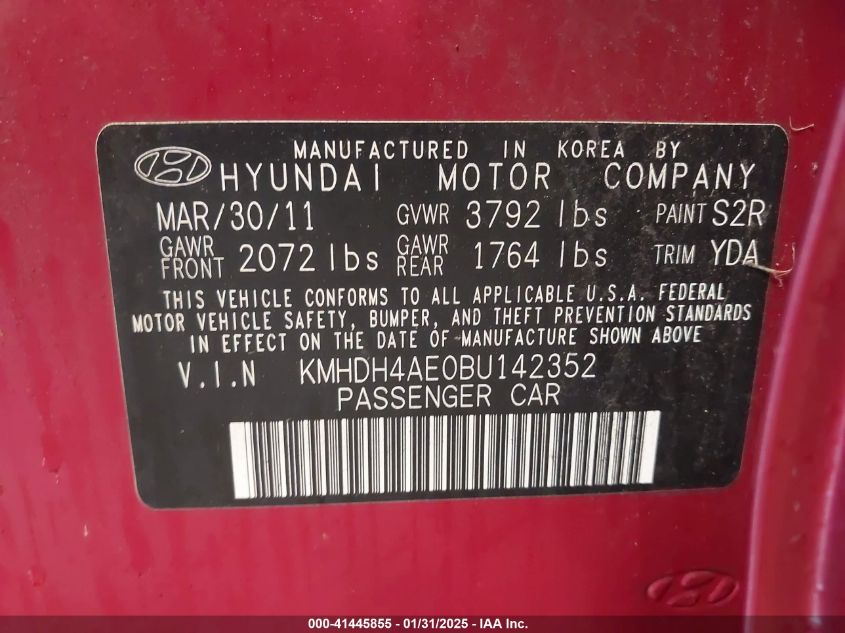 MANUFACTURED IN KOREA BY
HYUNDAI MOTOR COMPANY
MAR/30/11 GVWR 3792 lbs PAINT S2R
GAWR FRONT 2072 lbs GAWR REAR 1764 lbs TRIM YDA
THIS VEHICLE CONFORMS TO ALL APPLICABLE U.S.A. FEDERAL
MOTOR VEHICLE SAFETY, BUMPER, AND THEFT PREVENTION STANDARDS
IN EFFECT ON THE DATE OF MANUFACTURE SHOWN ABOVE
V.I.N KMHDH4AE0BU142352
PASSENGER CAR
000-41445855 - 01/31/2025 - IAA Inc.